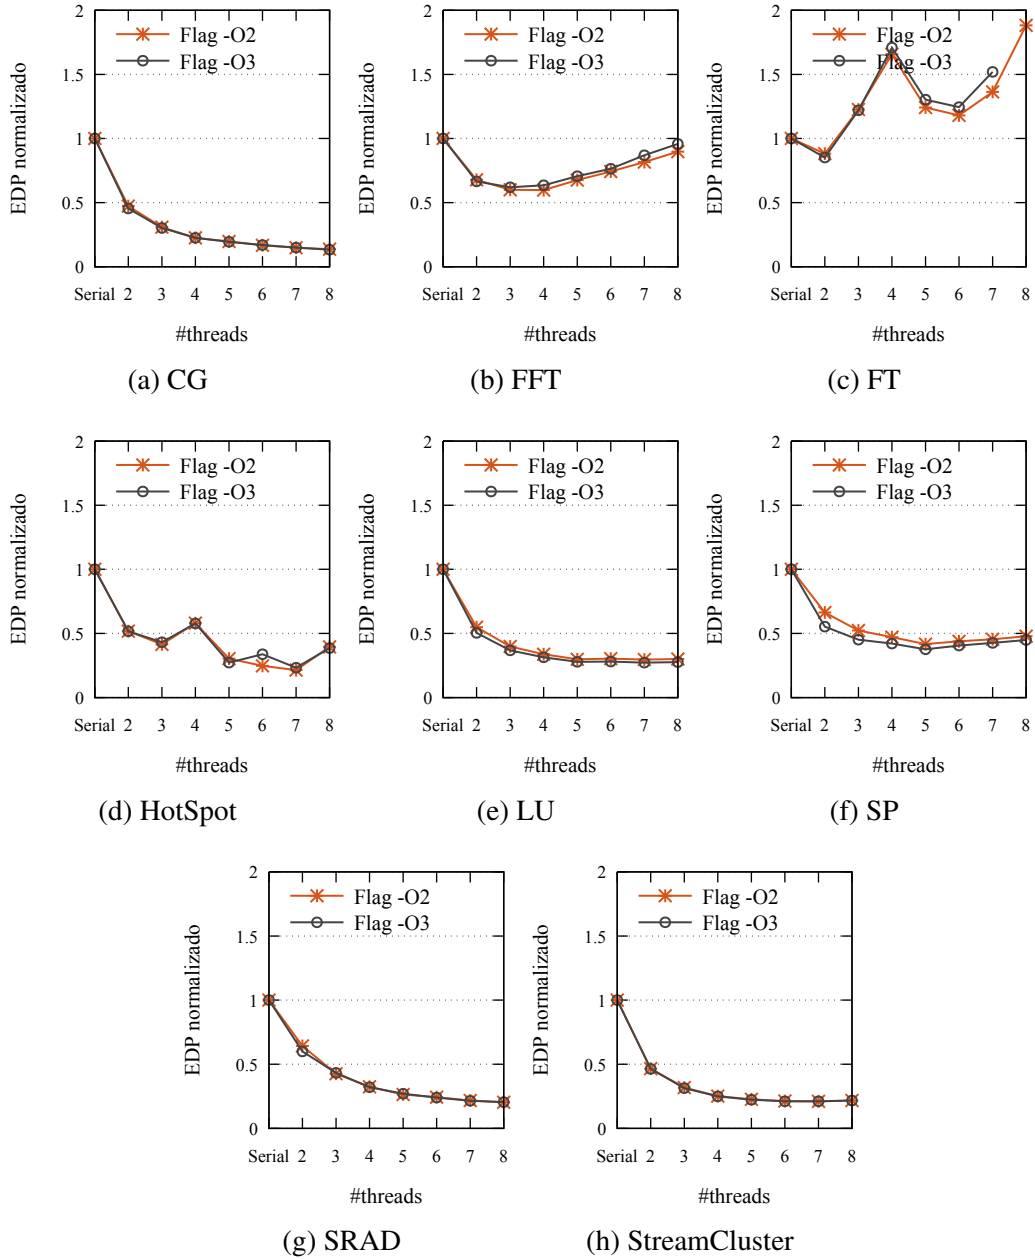 2
1.5
1
0.5
0
EDP normalizado
Flag -O2
Flag -O3
Serial 2 3 4 5 6 7 8
#threads
(a) CG
2
1.5
1
0.5
0
EDP normalizado
Flag -O2
Flag -O3
Serial 2 3 4 5 6 7 8
#threads
(b) FFT
2
1.5
1
0.5
0
EDP normalizado
Flag -O2
Flag -O3
Serial 2 3 4 5 6 7 8
#threads
(c) FT
2
1.5
1
0.5
0
EDP normalizado
Flag -O2
Flag -O3
Serial 2 3 4 5 6 7 8
#threads
(d) HotSpot
2
1.5
1
0.5
0
EDP normalizado
Flag -O2
Flag -O3
Serial 2 3 4 5 6 7 8
#threads
(e) LU
2
1.5
1
0.5
0
EDP normalizado
Flag -O2
Flag -O3
Serial 2 3 4 5 6 7 8
#threads
(f) SP
2
1.5
1
0.5
0
EDP normalizado
Flag -O2
Flag -O3
Serial 2 3 4 5 6 7 8
#threads
(g) SRAD
2
1.5
1
0.5
0
EDP normalizado
Flag -O2
Flag -O3
Serial 2 3 4 5 6 7 8
#threads
(h) StreamCluster